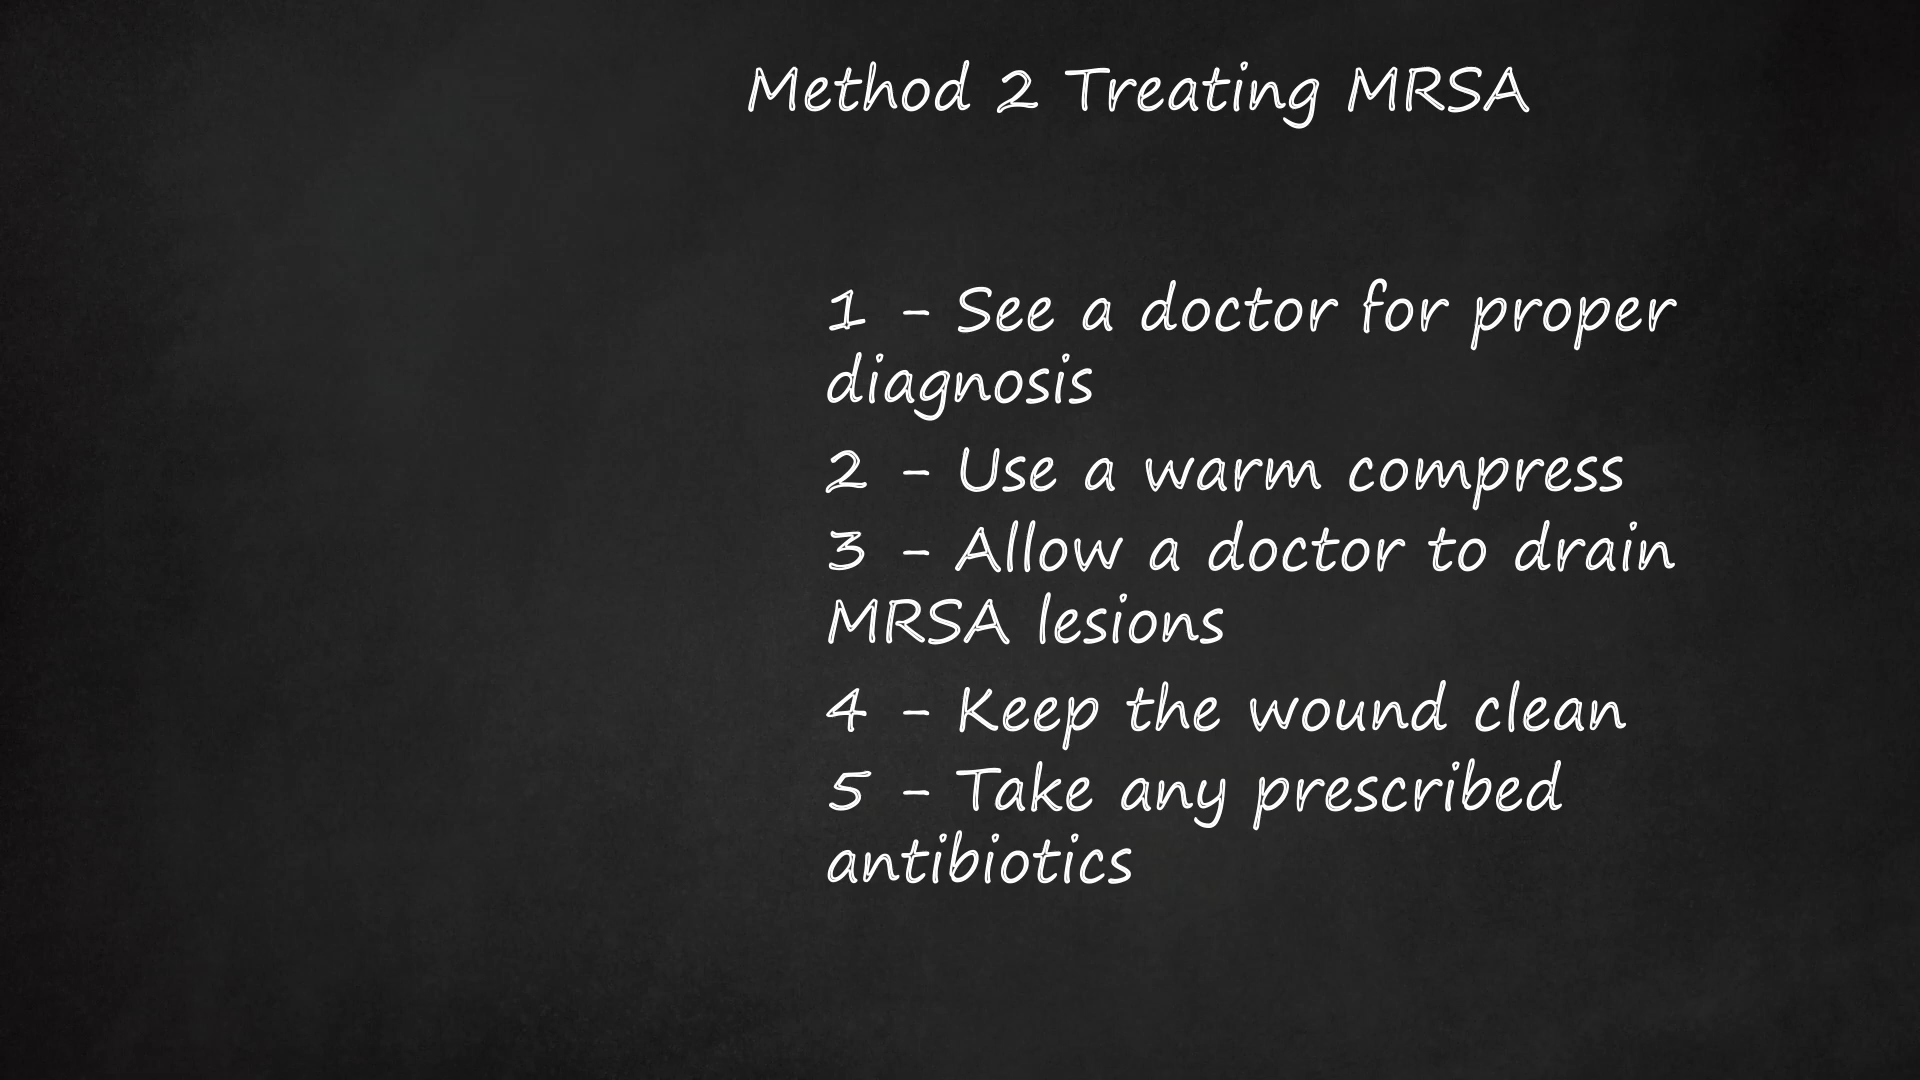 Method 2 Treating MRSA
1 - See a doctor for proper
diagnosis
2 - Use a warm compress
3 - Allow a doctor to drain
MRSA lesions
4 - Keep the wound clean
5 - Take any prescribed
antibiotics